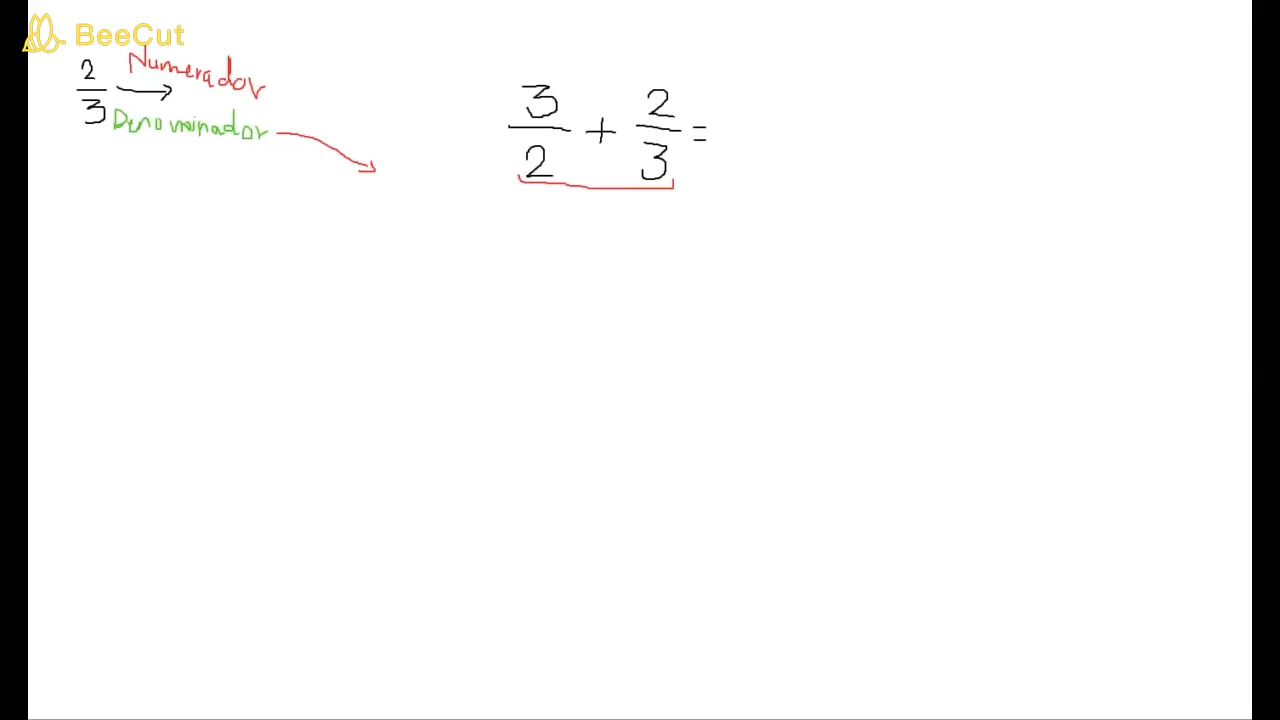 BeeCut
2/3 → Numerador
Denominador
3/2 + 2/3 =